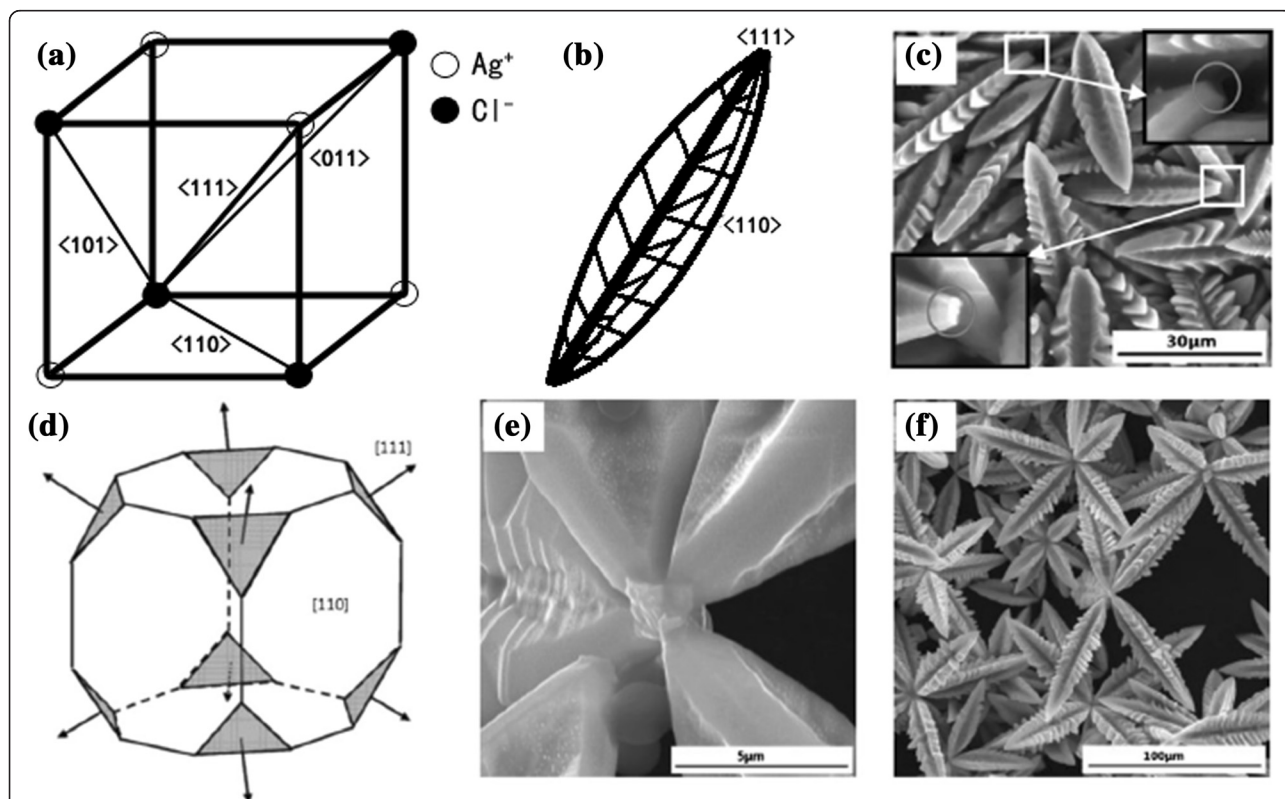 (a)
Ag⁺
Cl⁻
<011>
<111>
<101>
<110>
(b)
<111>
<110>
(c)
30μm
(d)
[111]
[110]
(e)
5μm
(f)
100μm